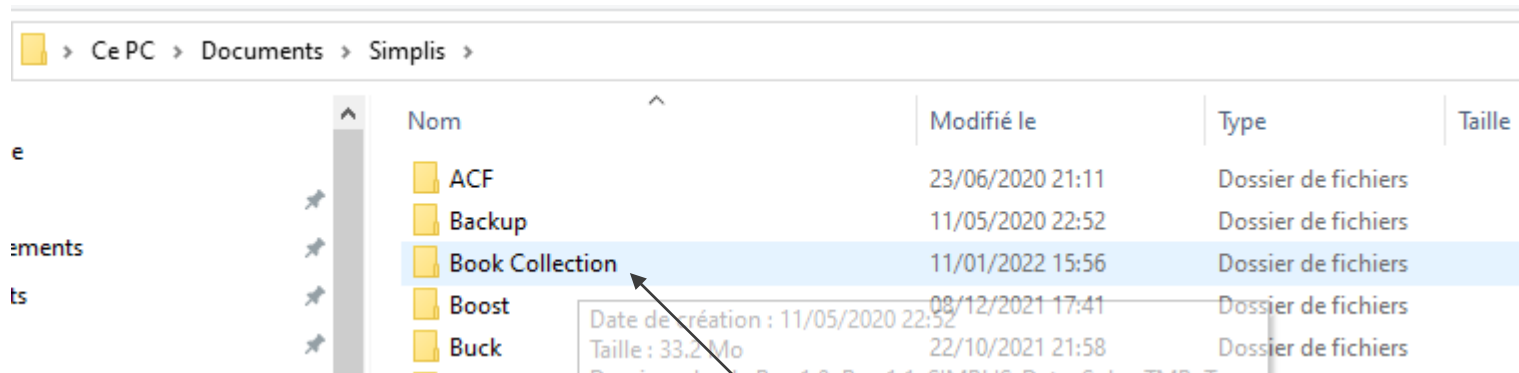 Ce PC > Documents > Simplis >
Nom Modifié le Type Taille
e
ACF 23/06/2020 21:11 Dossier de fichiers
Backup 11/05/2020 22:52 Dossier de fichiers
ements
Book Collection 11/01/2022 15:56 Dossier de fichiers
ts
Boost 08/12/2021 17:41 Dossier de fichiers
Date de création : 11/05/2020 22:52
Buck 22/10/2021 21:58 Dossier de fichiers
Taille : 33.2 Mo